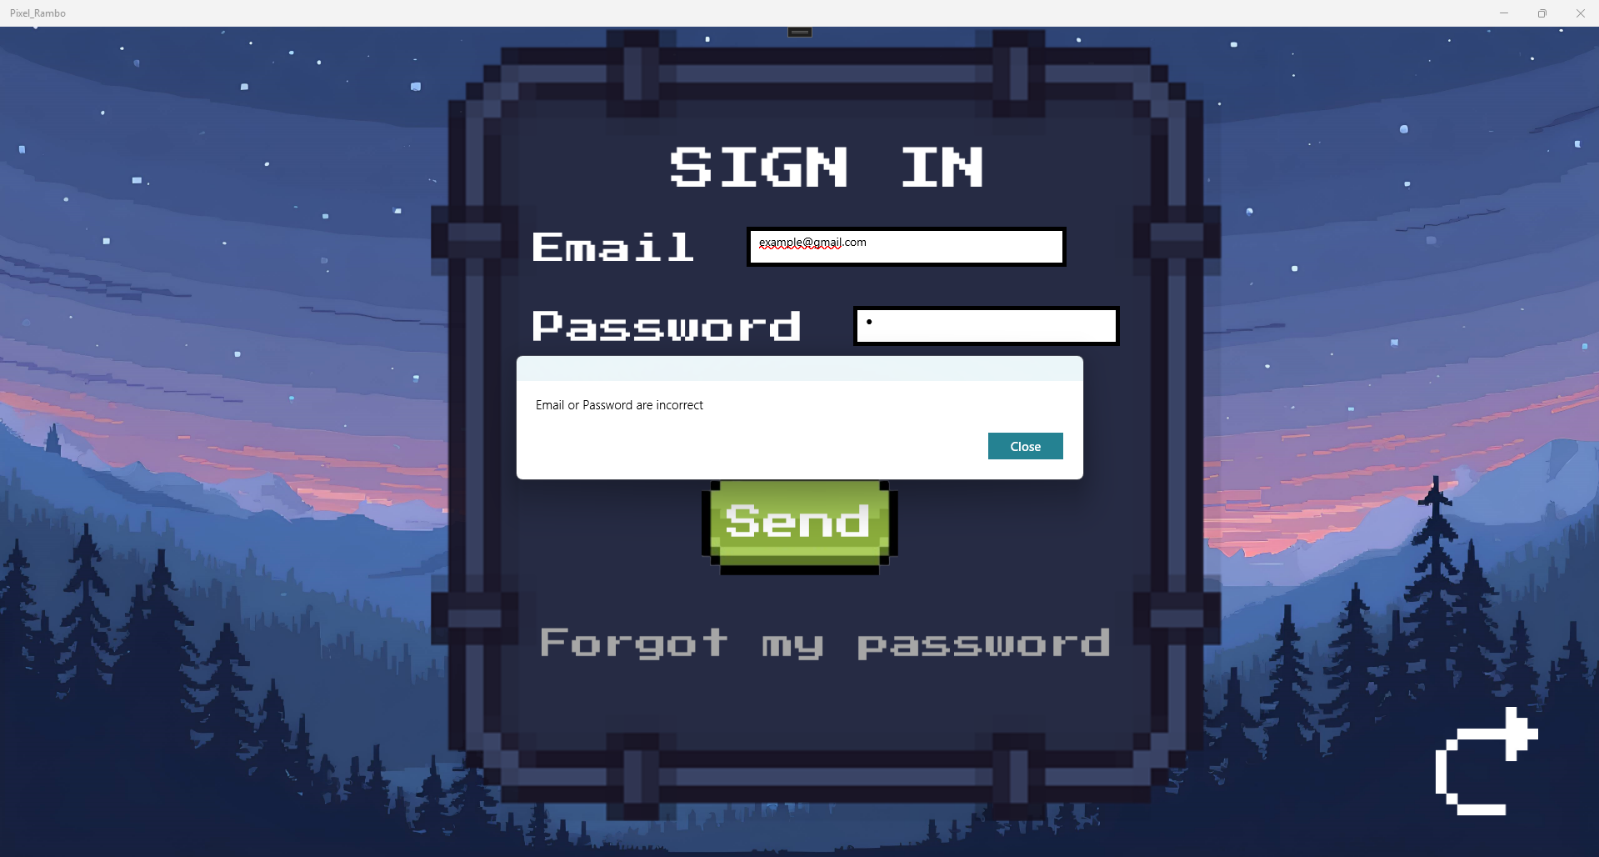 Pixel_Rambo
SIGN IN
Email
example@gmail.com
Password
Email or Password are incorrect
Close
Send
Forgot my password